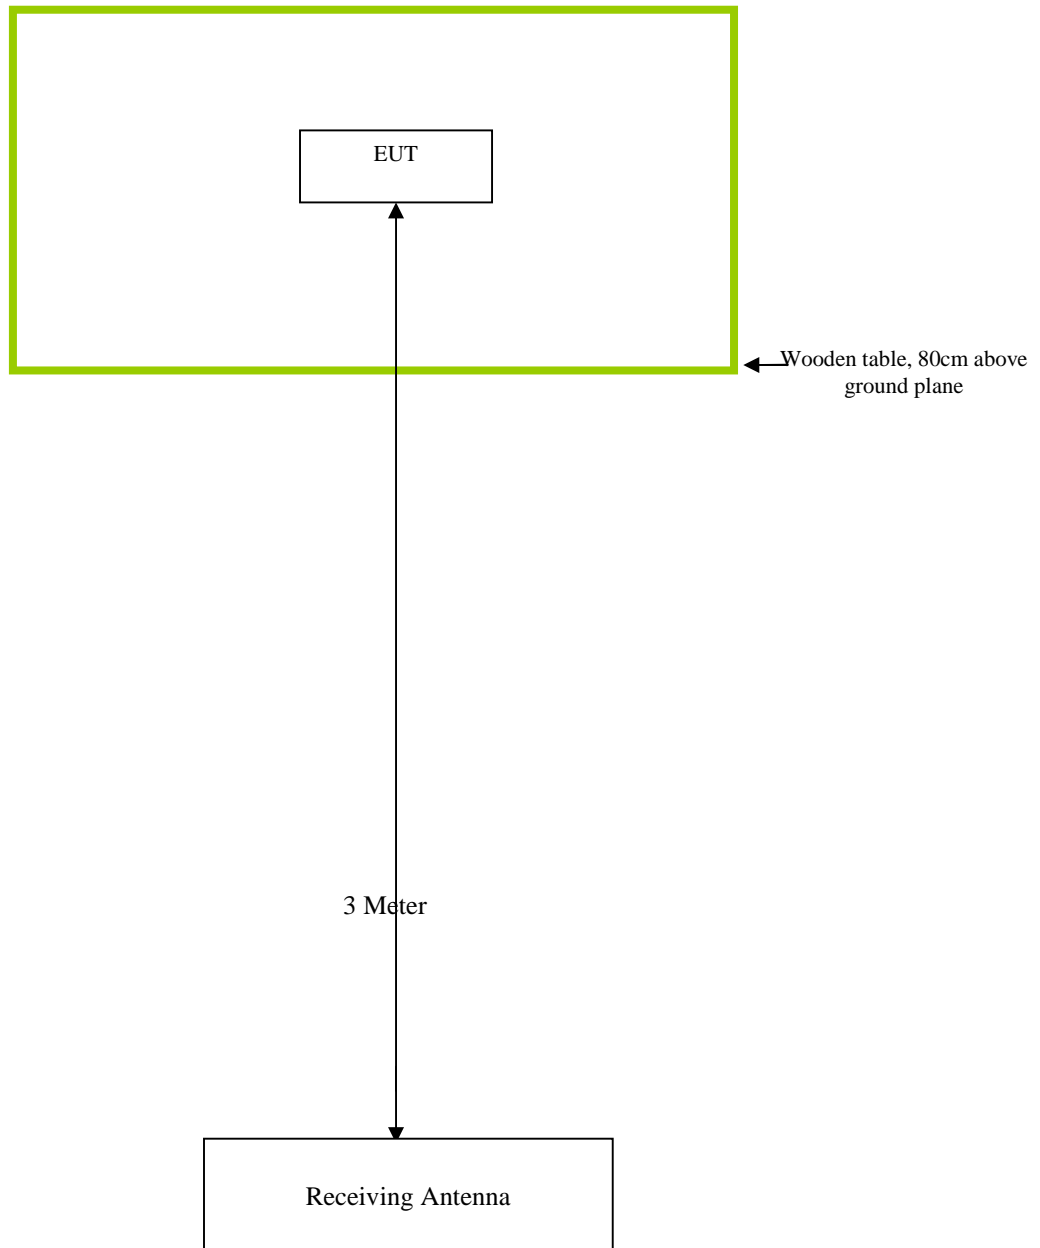 EUT
Wooden table, 80cm above
ground plane
3 Meter
Receiving Antenna